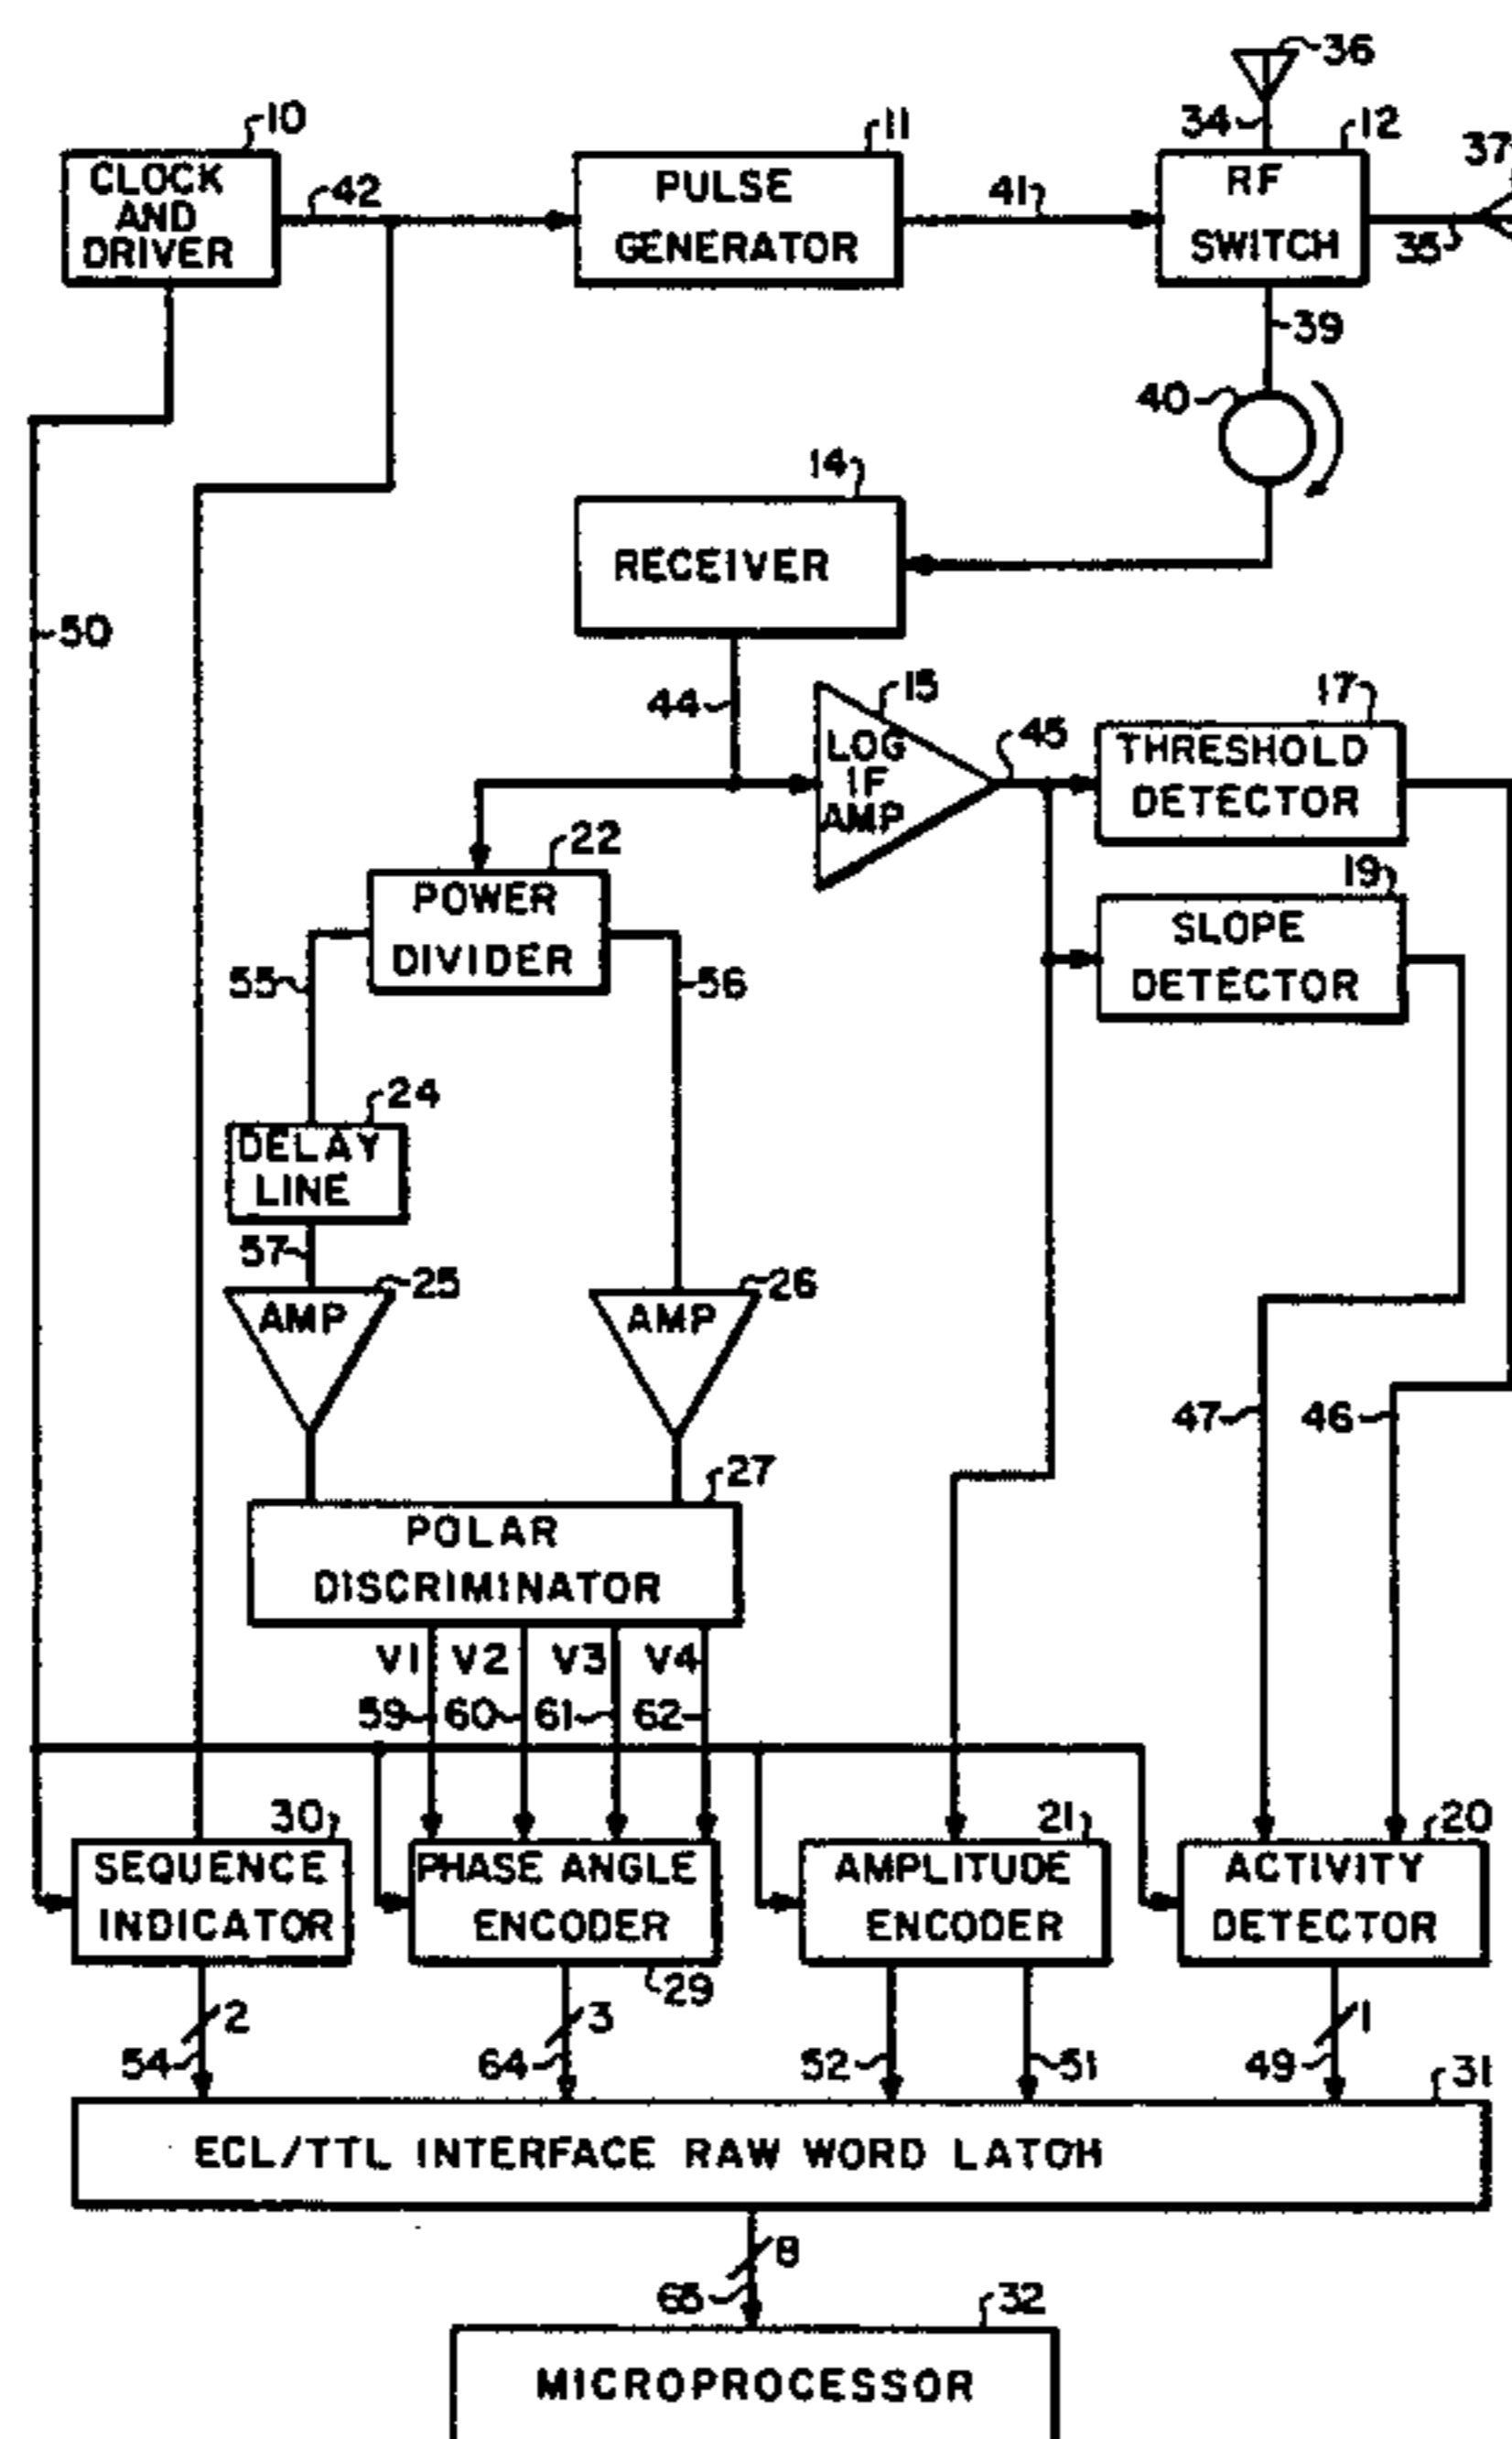 36
10
11
34
12
37
CLOCK
AND
DRIVER
42
PULSE
GENERATOR
41
RF
SWITCH
35
39
40
14
RECEIVER
50
44
15
LOG
IF
AMP
45
17
THRESHOLD
DETECTOR
22
POWER
DIVIDER
19
SLOPE
DETECTOR
55
56
24
DELAY
LINE
57
25
AMP
26
AMP
47
46
27
POLAR
DISCRIMINATOR
V1 V2 V3 V4
59 60 61 62
30
SEQUENCE
INDICATOR
PHASE ANGLE
ENCODER
29
21
AMPLITUDE
ENCODER
20
ACTIVITY
DETECTOR
2
54
3
64
52
51
1
49
31
ECL/TTL INTERFACE RAW WORD LATCH
8
65
32
MICROPROCESSOR